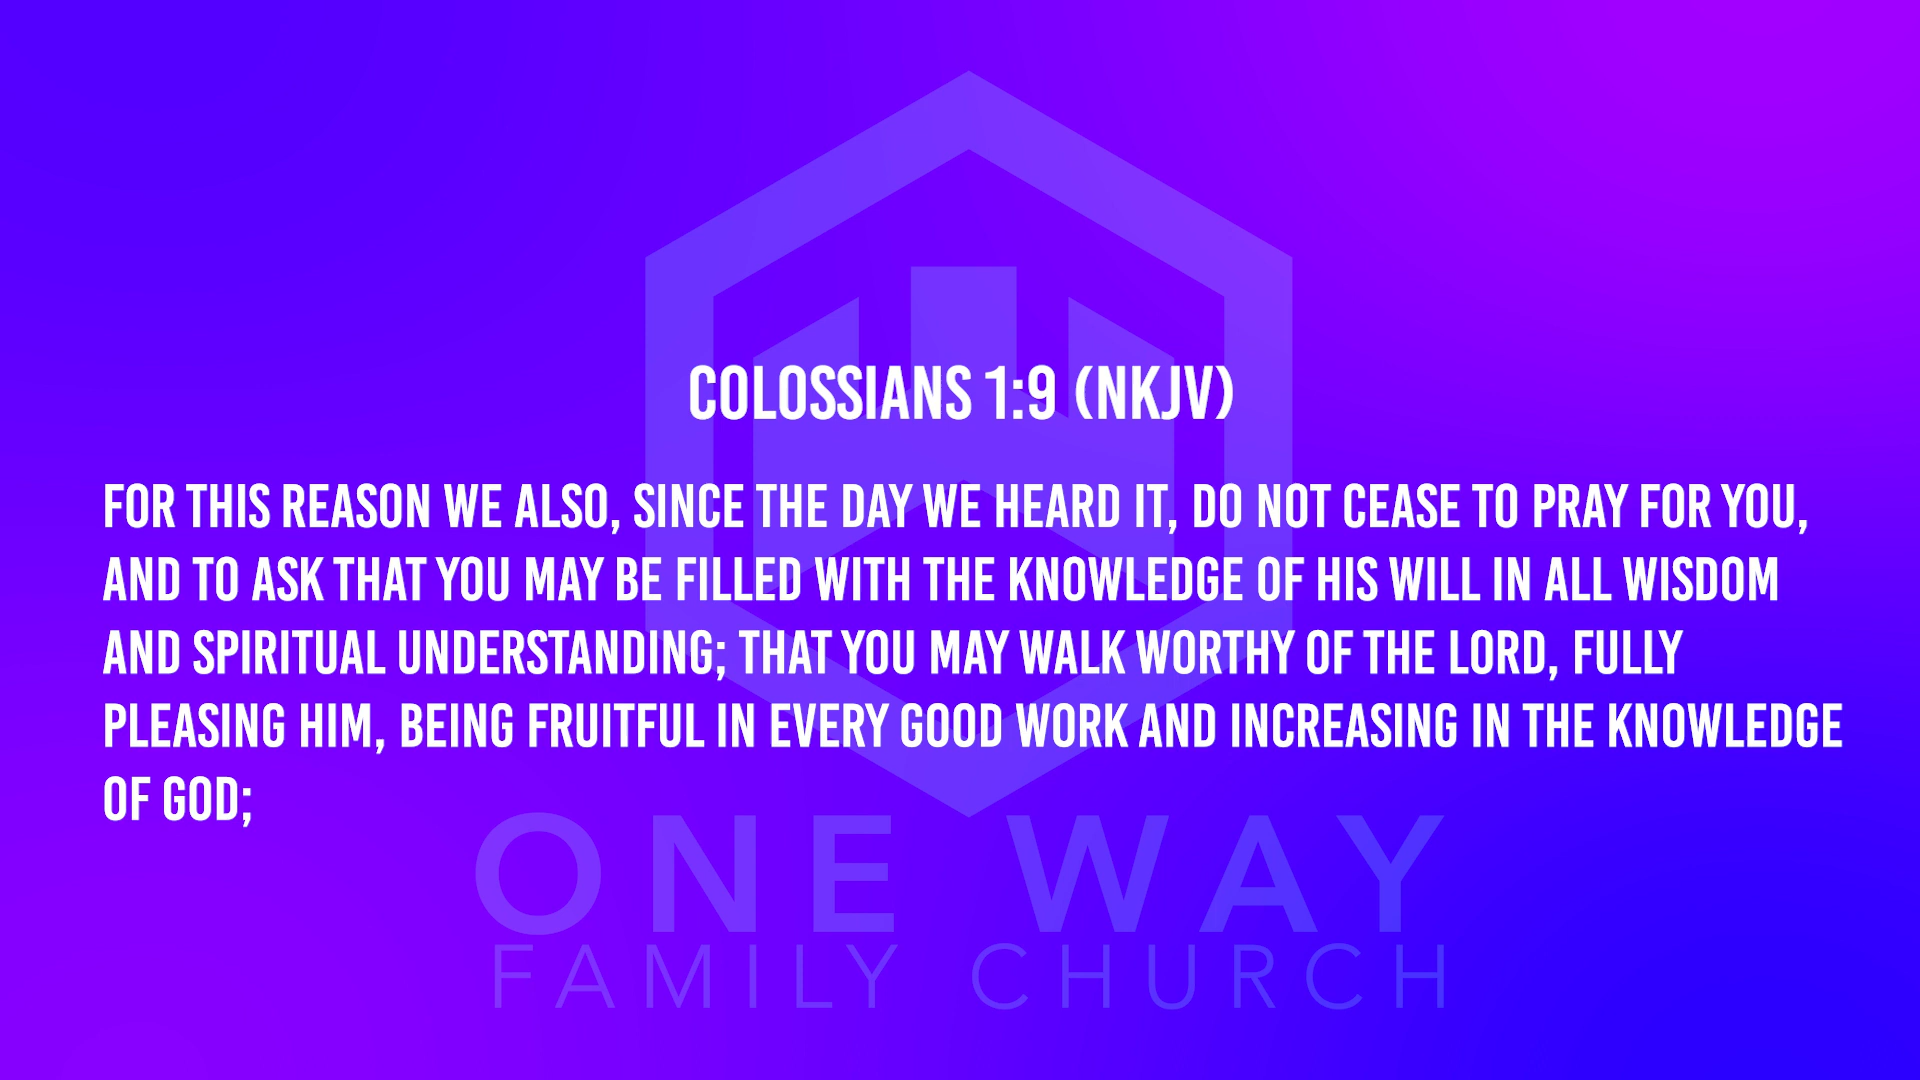 COLOSSIANS 1:9 (NKJV)
FOR THIS REASON WE ALSO, SINCE THE DAY WE HEARD IT, DO NOT CEASE TO PRAY FOR YOU,
AND TO ASK THAT YOU MAY BE FILLED WITH THE KNOWLEDGE OF HIS WILL IN ALL WISDOM
AND SPIRITUAL UNDERSTANDING; THAT YOU MAY WALK WORTHY OF THE LORD, FULLY
PLEASING HIM, BEING FRUITFUL IN EVERY GOOD WORK AND INCREASING IN THE KNOWLEDGE
OF GOD;
ONE WAY
FAMILY CHURCH